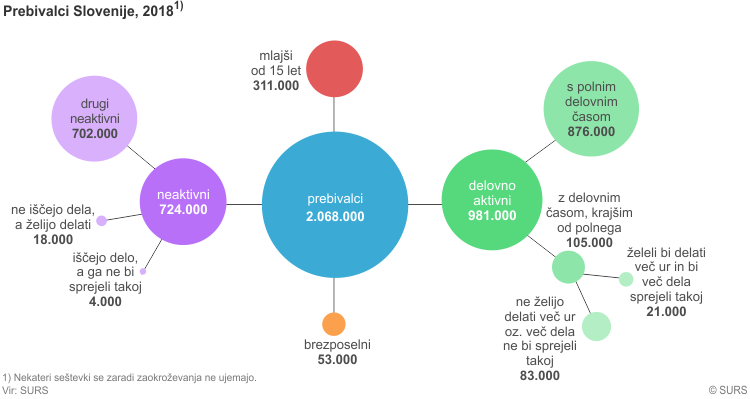 Prebivalci Slovenije, 2018¹⁾
mlajši
od 15 let
311.000
drugi
neaktivni
702.000
s polnim
delovnim
časom
876.000
neaktivni
724.000
prebivalci
2.068.000
delovno
aktivni
981.000
ne iščejo dela,
a želijo delati
18.000
iščejo delo,
a ga ne bi
sprejeli takoj
4.000
z delovnim
časom, krajšim
od polnega
105.000
želeli bi delati
več ur in bi
več dela
sprejeli takoj
21.000
ne želijo
delati več ur
oz. več dela
ne bi sprejeli
takoj
83.000
brezposelni
53.000
1) Nekateri seštevki se zaradi zaokroževanja ne ujemajo.
Vir: SURS
© SURS